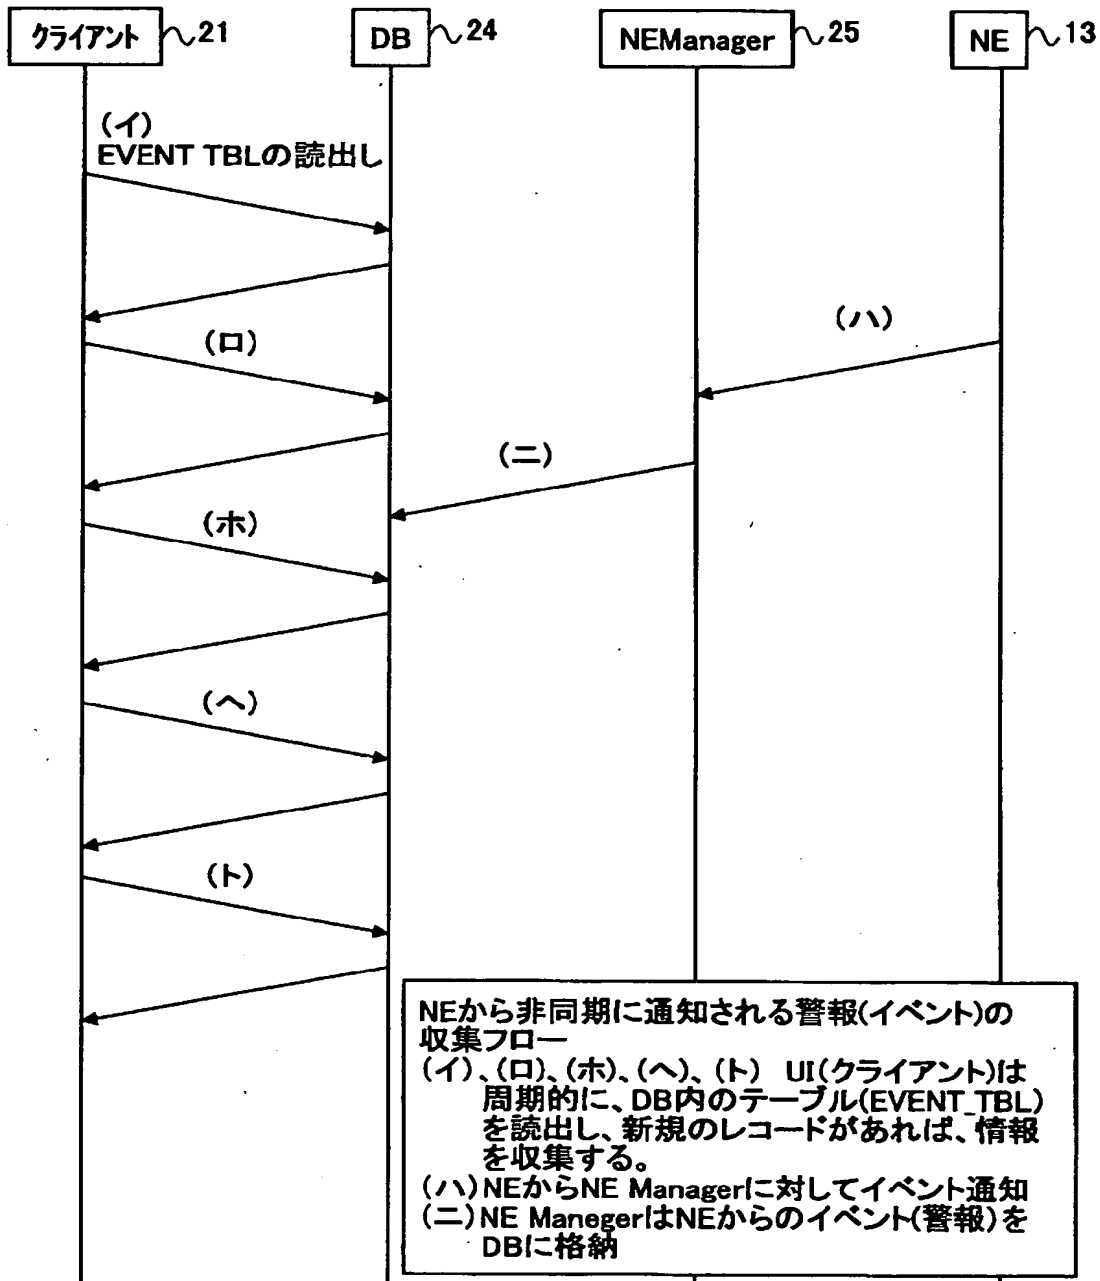 クライアント 21
DB 24
NEManager 25
NE 13
(イ)
EVENT TBLの読出し
(ハ)
(ロ)
(ニ)
(ホ)
(ヘ)
(ト)
NEから非同期に通知される警報(イベント)の
収集フロー
(イ)、(ロ)、(ホ)、(ヘ)、(ト) UI(クライアント)は
周期的に、DB内のテーブル(EVENT_TBL)
を読出し、新規のレコードがあれば、情報
を収集する。
(ハ)NEからNE Managerに対してイベント通知
(ニ)NE ManegerはNEからのイベント(警報)を
DBに格納